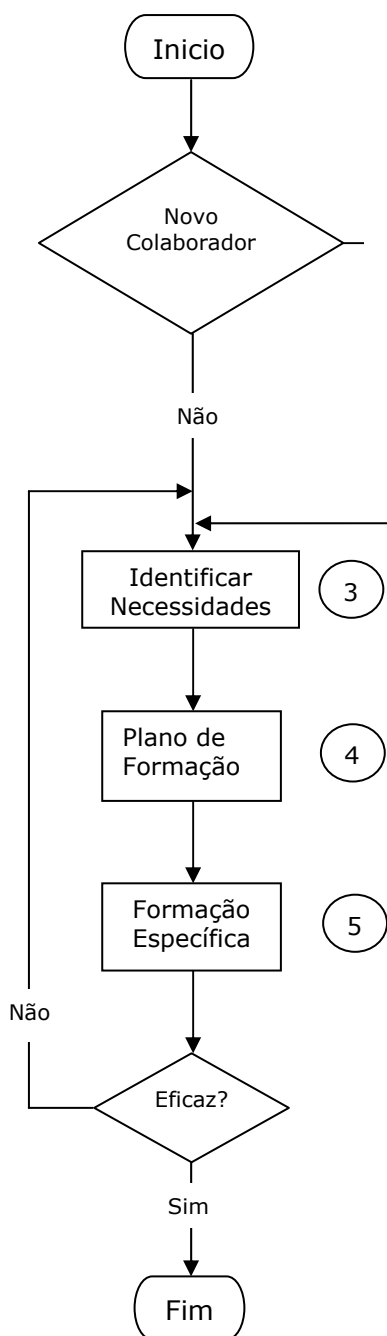 Inicio
Novo
Colaborador
Não
Identificar
Necessidades
3
Plano de
Formação
4
Formação
Específica
5
Não
Eficaz?
Sim
Fim